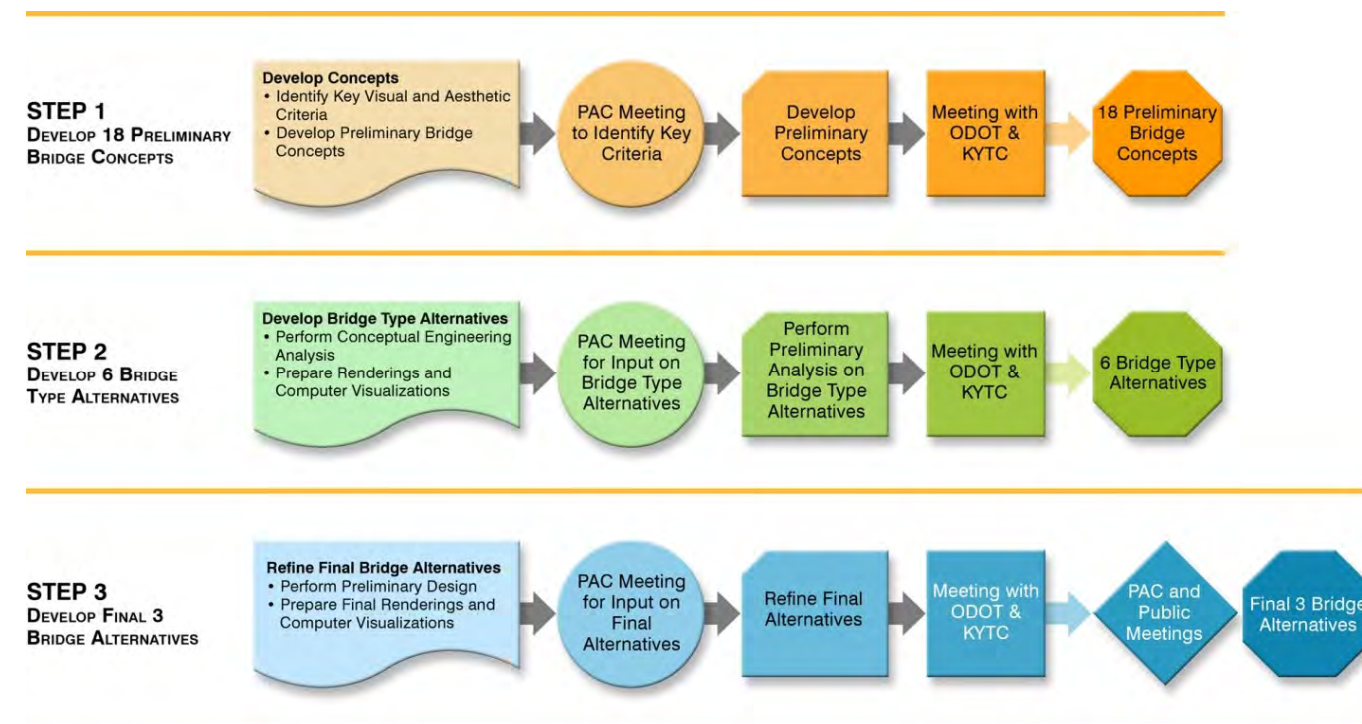 STEP 1
DEVELOP 18 PRELIMINARY
BRIDGE CONCEPTS
Develop Concepts
• Identify Key Visual and Aesthetic
Criteria
• Develop Preliminary Bridge
Concepts
PAC Meeting
to Identify Key
Criteria
Develop
Preliminary
Concepts
Meeting with
ODOT &
KYTC
18 Preliminary
Bridge
Concepts
STEP 2
DEVELOP 6 BRIDGE
TYPE ALTERNATIVES
Develop Bridge Type Alternatives
• Perform Conceptual Engineering
Analysis
• Prepare Renderings and
Computer Visualizations
PAC Meeting
for Input on
Bridge Type
Alternatives
Perform
Preliminary
Analysis on
Bridge Type
Alternatives
Meeting with
ODOT &
KYTC
6 Bridge Type
Alternatives
STEP 3
DEVELOP FINAL 3
BRIDGE ALTERNATIVES
Refine Final Bridge Alternatives
• Perform Preliminary Design
• Prepare Final Renderings and
Computer Visualizations
PAC Meeting
for Input on
Final
Alternatives
Refine Final
Alternatives
Meeting with
ODOT &
KYTC
PAC and
Public
Meetings
Final 3 Bridge
Alternatives